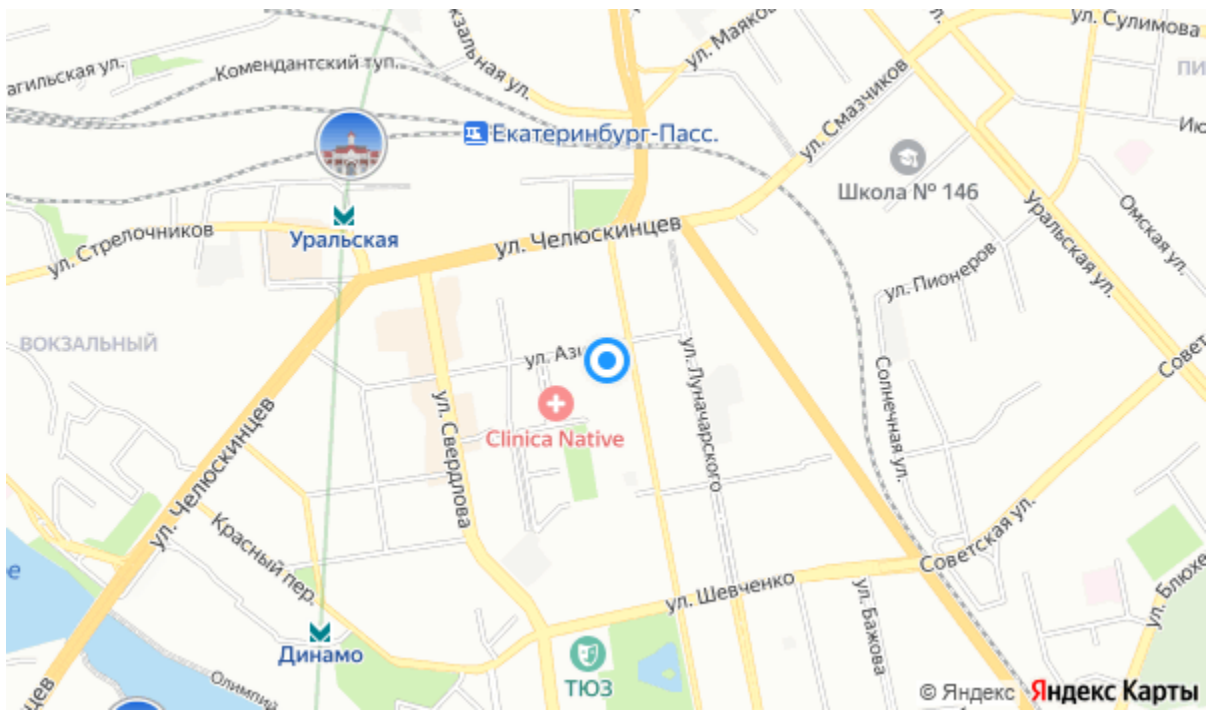 ул. Сулимова
ул. Маяков
кзальная ул.
агильская ул.
Комендантский туп.
ПИ
ул. Смазчиков
Екатеринбург-Пасс.
Ию
Школа № 146
Омская ул.
Уральская ул.
Уральская
ул. Стрелочников
ул. Челюскинцев
ул. Пионеров
ВОКЗАЛЬНЫЙ
ул. Ази
ул. Луначарского
Солнечная ул.
Совет
ул. Свердлова
Clinica Native
ул. Челюскинцев
Красный пер.
Советская ул.
ул. Шевченко
ул. Бажова
ул. Блюхе
е
Динамо
ТЮЗ
Олимпий
цев
© Яндекс Яндекс Карты